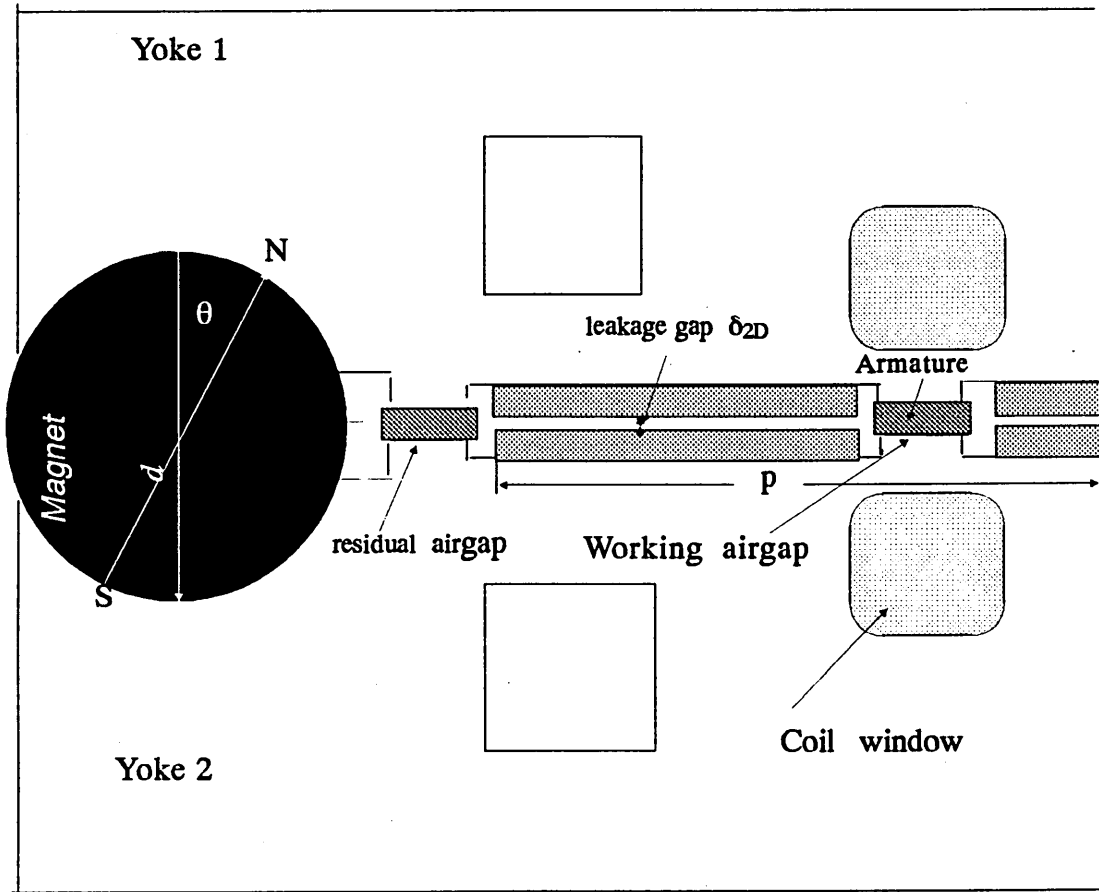 Yoke 1
N
θ
leakage gap δ2D
Armature
Magnet
d
p
residual airgap
Working airgap
S
Coil window
Yoke 2